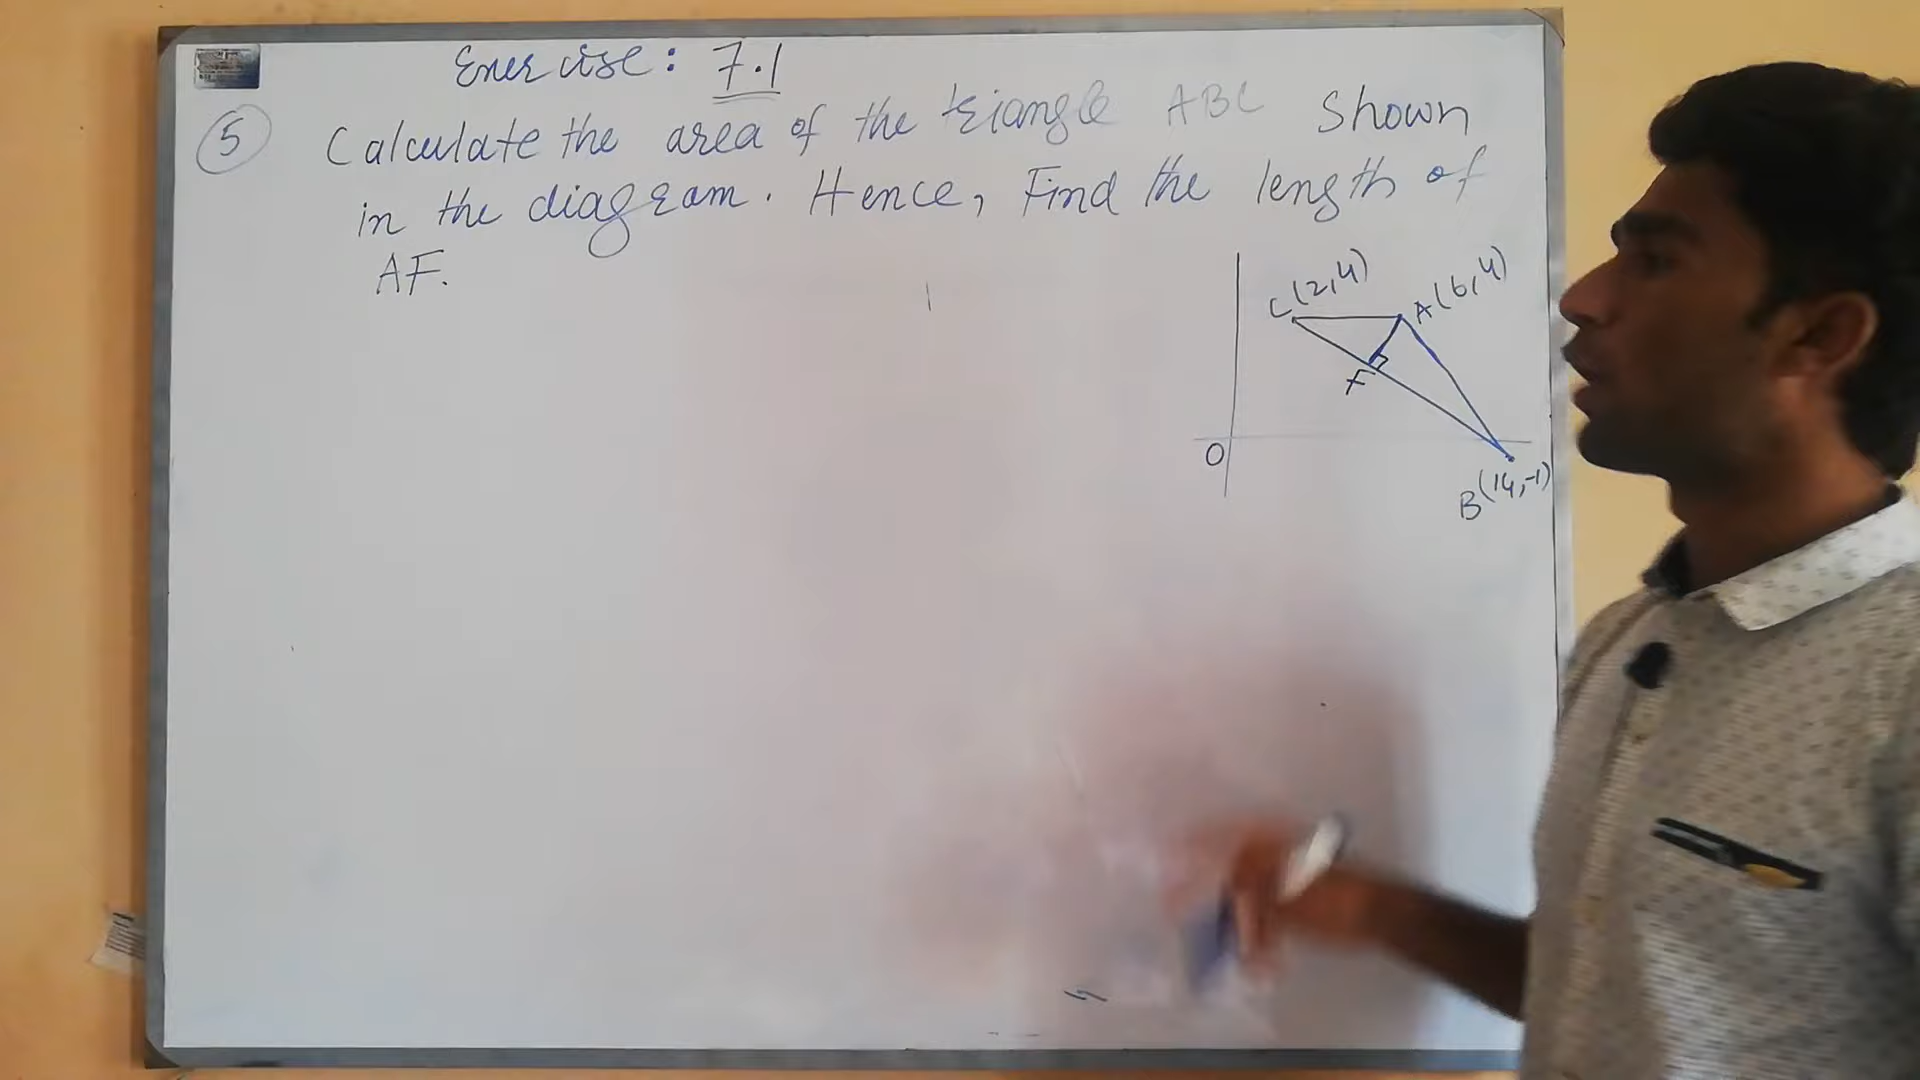 Exercise: 7.1
5 Calculate the area of the triangle ABC shown
in the diagram. Hence, Find the length of
AF.
C(2,4)
A(6,4)
F
O
B(14,-1)